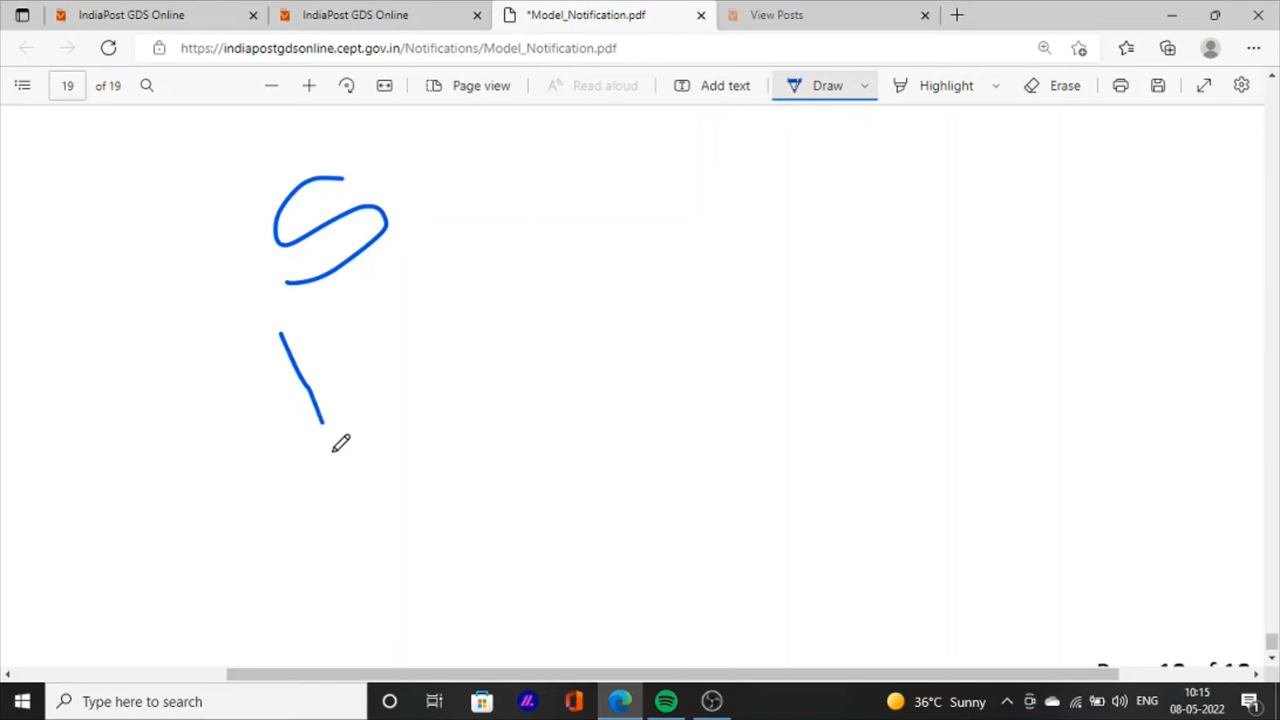 IndiaPost GDS Online
IndiaPost GDS Online
*Model_Notification.pdf
View Posts
https://indiapostgdsonline.cept.gov.in/Notifications/Model_Notification.pdf
19 of 19
Page view
Read aloud
Add text
Draw
Highlight
Erase
S
Type here to search
36°C Sunny
ENG
10:15
08-05-2022
1